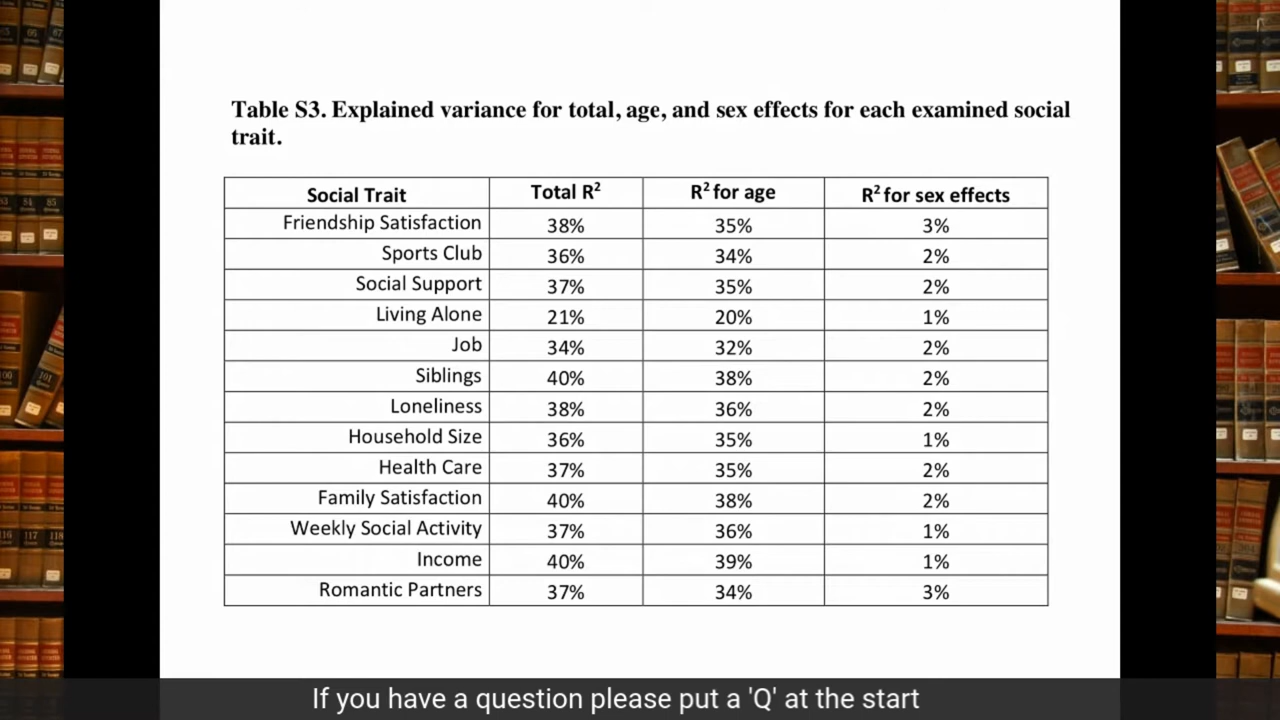 Table S3. Explained variance for total, age, and sex effects for each examined social
trait.
Social Trait Total R² R² for age R² for sex effects
Friendship Satisfaction 38% 35% 3%
Sports Club 36% 34% 2%
Social Support 37% 35% 2%
Living Alone 21% 20% 1%
Job 34% 32% 2%
Siblings 40% 38% 2%
Loneliness 38% 36% 2%
Household Size 36% 35% 1%
Health Care 37% 35% 2%
Family Satisfaction 40% 38% 2%
Weekly Social Activity 37% 36% 1%
Income 40% 39% 1%
Romantic Partners 37% 34% 3%
If you have a question please put a 'Q' at the start